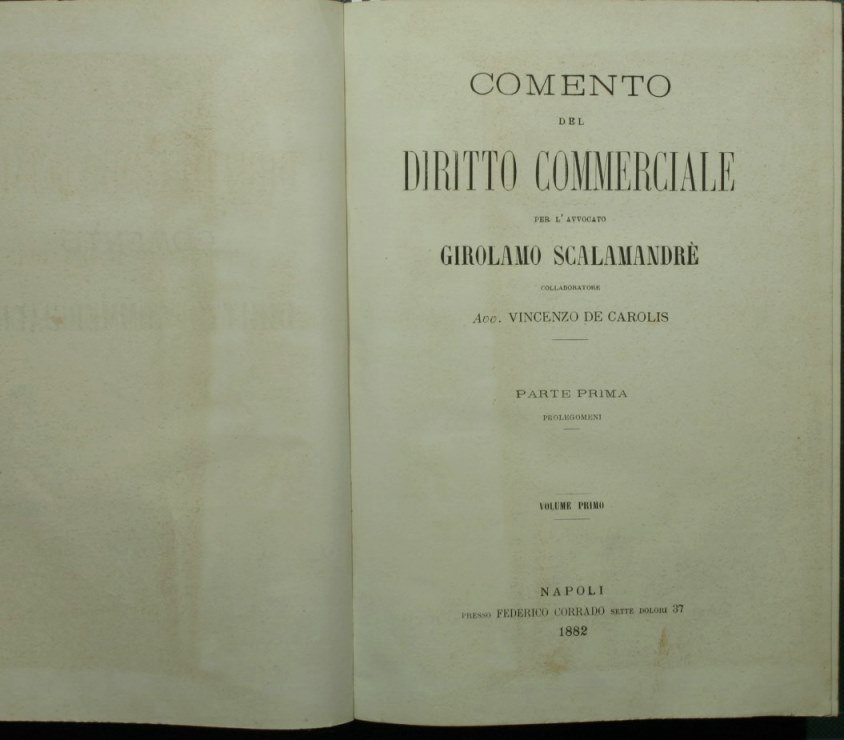 COMENTO
DEL
DIRITTO COMMERCIALE
PER L'AVVOCATO
GIROLAMO SCALAMANDRÈ
COLLABORATORE
Avv. VINCENZO DE CAROLIS
PARTE PRIMA
PROLEGOMENI
VOLUME PRIMO
NAPOLI
PRESSO FEDERICO CORRADO SETTE DOLORI 37
1882